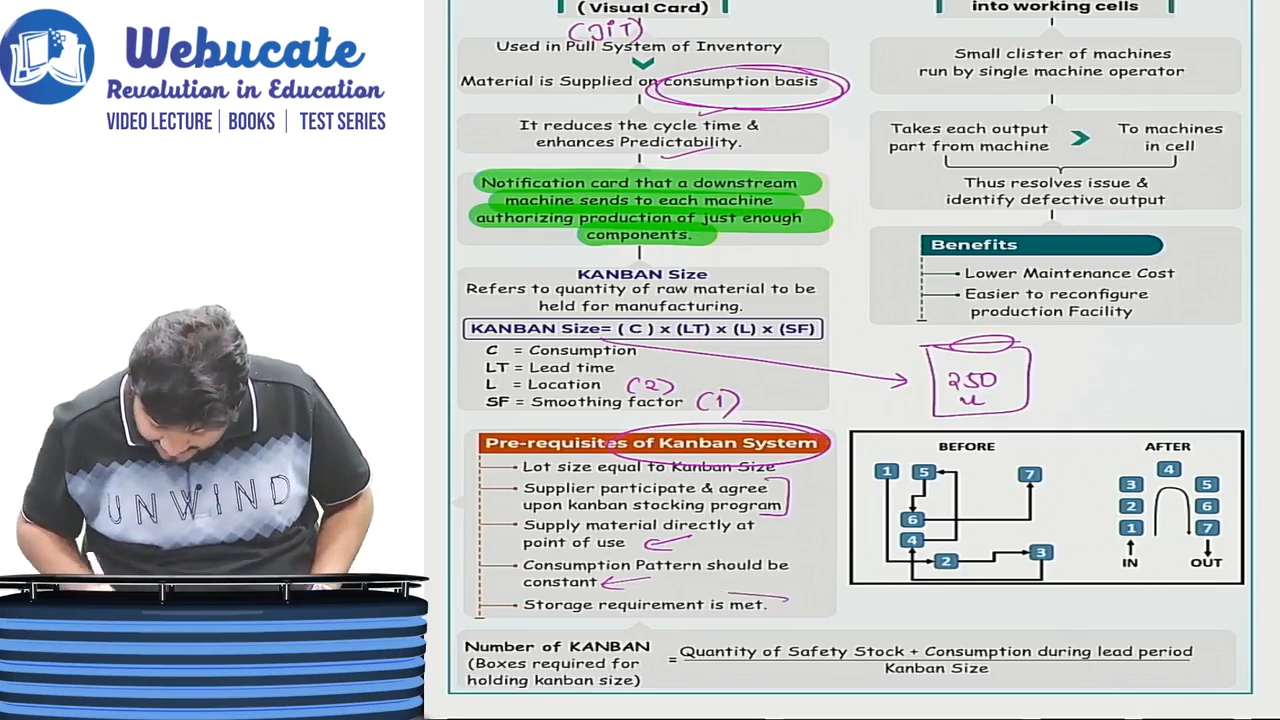 Webucate
Revolution in Education
VIDEO LECTURE | BOOKS | TEST SERIES
UNWIND
( Visual Card)
(JIT)
Used in Pull System of Inventory
Material is Supplied on consumption basis
It reduces the cycle time &
enhances Predictability.
Notification card that a downstream
machine sends to each machine
authorizing production of just enough
components.
KANBAN Size
Refers to quantity of raw material to be
held for manufacturing.
KANBAN Size= ( C ) x (LT) x (L) x (SF)
C = Consumption
LT = Lead time
L = Location (2)
SF = Smoothing factor (1)
Pre-requisites of Kanban System
Lot size equal to Kanban Size
Supplier participate & agree
upon kanban stocking program
Supply material directly at
point of use
Consumption Pattern should be
constant
Storage requirement is met.
into working cells
Small clister of machines
run by single machine operator
Takes each output
part from machine
To machines
in cell
Thus resolves issue &
identify defective output
Benefits
Lower Maintenance Cost
Easier to reconfigure
production Facility
250
u
BEFORE
1 5 7
6
4
2 3
AFTER
4
3 5
2 6
1 7
IN OUT
Number of KANBAN
(Boxes required for
holding kanban size)
= Quantity of Safety Stock + Consumption during lead period
Kanban Size